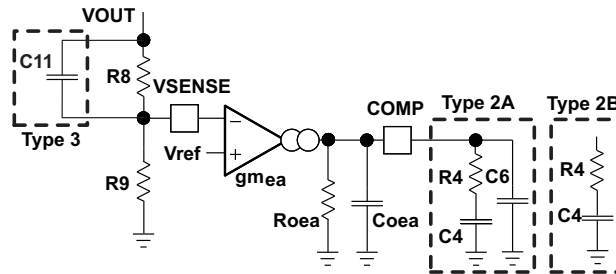 VOUT
C11
R8
VSENSE
Type 3
Vref
R9
gmea
COMP
Roea
Coea
Type 2A
R4
C6
C4
Type 2B
R4
C4